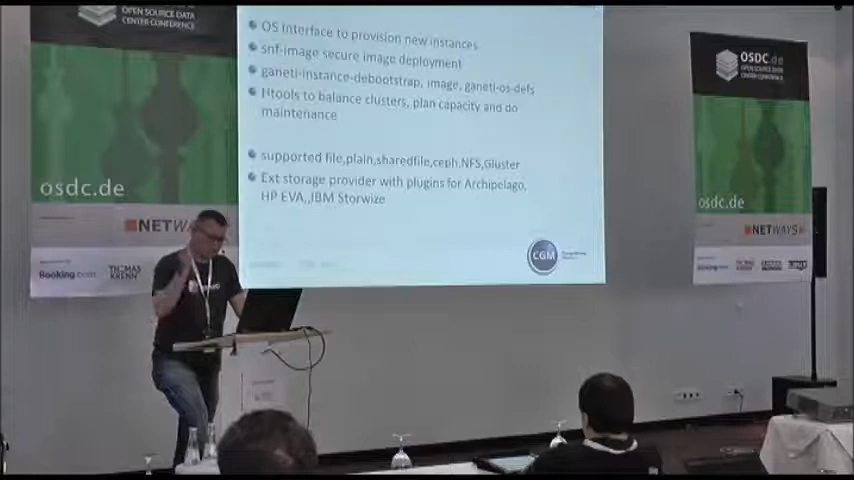 OPEN SOURCE DATA
CENTER CONFERENCE
osdc.de
NETWAYS
Booking.com
THOMAS
KRENN
OS Interface to provision new instances
snf-image secure image deployment
ganeti-instance-debootstrap, image, ganeti-os-defs
Htools to balance clusters, plan capacity and do
maintenance
supported file,plain,sharedfile,ceph,NFS,Gluster
Ext storage provider with plugins for Archipelago,
HP EVA,,IBM Storwize
CGM
OSDC.de
OPEN SOURCE DATA
CENTER CONFERENCE
osdc.de
NETWAYS